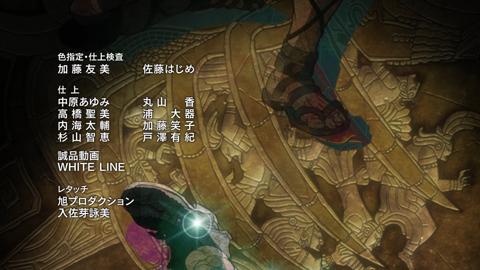 色指定・仕上検査
加藤友美 佐藤はじめ
仕上
中原あゆみ 丸山 香
高橋聖美 浦 大器
内海太輔 加藤笑子
杉山智恵 戸澤有紀
誠品動画
WHITE LINE
レタッチ
旭プロダクション
入佐芽詠美